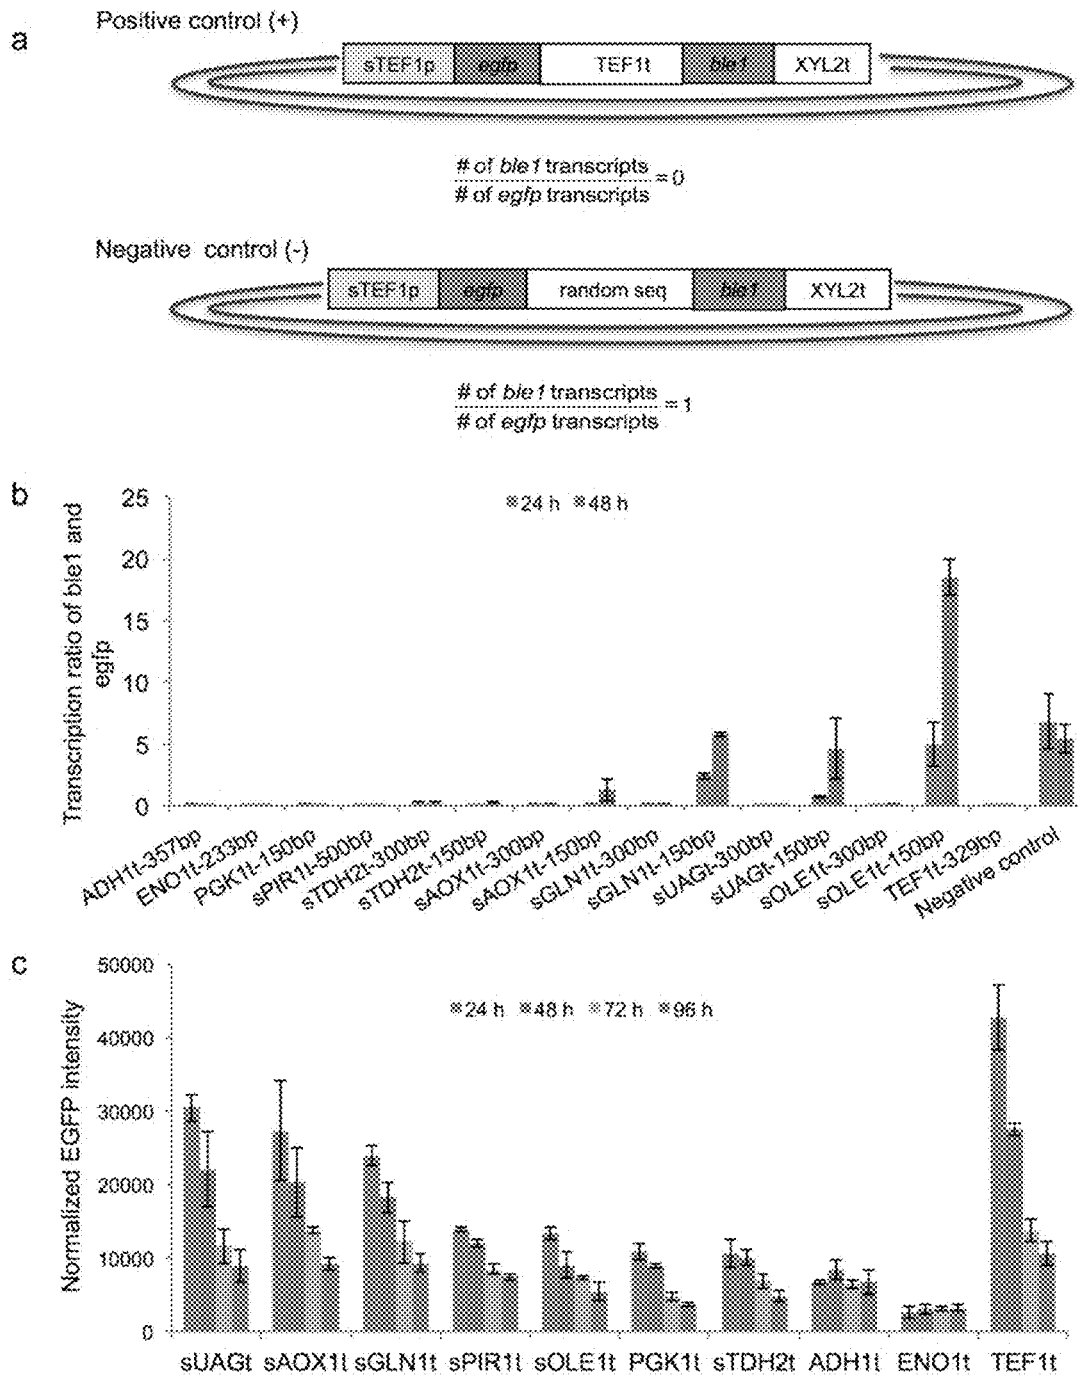 a
Positive control (+)
sTEF1p egfp TEF1t ble1 XYL2t
# of ble1 transcripts
# of egfp transcripts
= 0
Negative control (-)
sTEF1p egfp random seq ble1 XYL2t
# of ble1 transcripts
# of egfp transcripts
= 1
b
Transcription ratio of ble1 and
egfp
25
20
15
10
5
0
24 h 48 h
ADH1t-357bp
ENO1t-233bp
PGK1t-150bp
sPIR1t-500bp
sTDH2t-300bp
sTDH2t-150bp
sAOX1t-300bp
sAOX1t-150bp
sGLN1t-300bp
sGLN1t-150bp
sUAGt-300bp
sUAGt-150bp
sOLE1t-300bp
sOLE1t-150bp
TEF1t-329bp
Negative control
c
Normalized EGFP intensity
50000
40000
30000
20000
10000
0
24 h 48 h 72 h 96 h
sUAGt sAOX1t sGLN1t sPIR1t sOLE1t PGK1t sTDH2t ADH1t ENO1t TEF1t